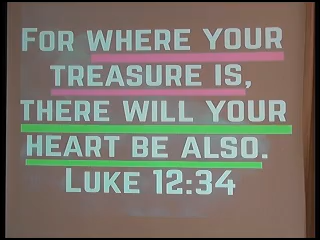 FOR WHERE YOUR
TREASURE IS,
THERE WILL YOUR
HEART BE ALSO.
LUKE 12:34